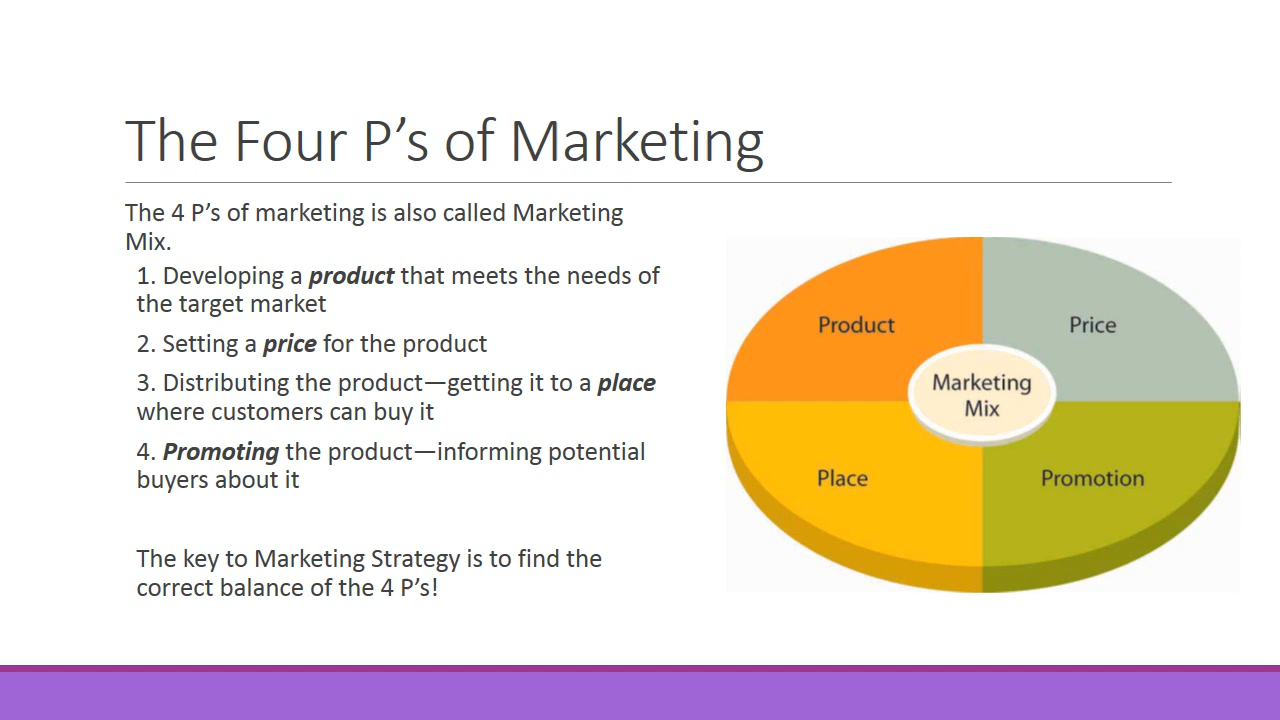 The Four P’s of Marketing
The 4 P’s of marketing is also called Marketing
Mix.
1. Developing a product that meets the needs of
the target market
2. Setting a price for the product
3. Distributing the product—getting it to a place
where customers can buy it
4. Promoting the product—informing potential
buyers about it
The key to Marketing Strategy is to find the
correct balance of the 4 P’s!
Product
Price
Marketing
Mix
Place
Promotion